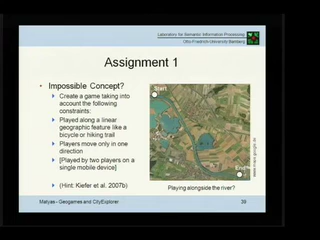 Laboratory for Semantic Information Processing
Otto-Friedrich-University Bamberg
Assignment 1
• Impossible Concept?
Create a game taking into
account the following
constraints:
Played along a linear
geographic feature like a
bicycle or hiking trail
Players move only in one
direction
[Played by two players on a
single mobile device]
(Hint: Kiefer et al. 2007b)
Start
End
Playing alongside the river?
Matyas - Geogames and CityExplorer
39